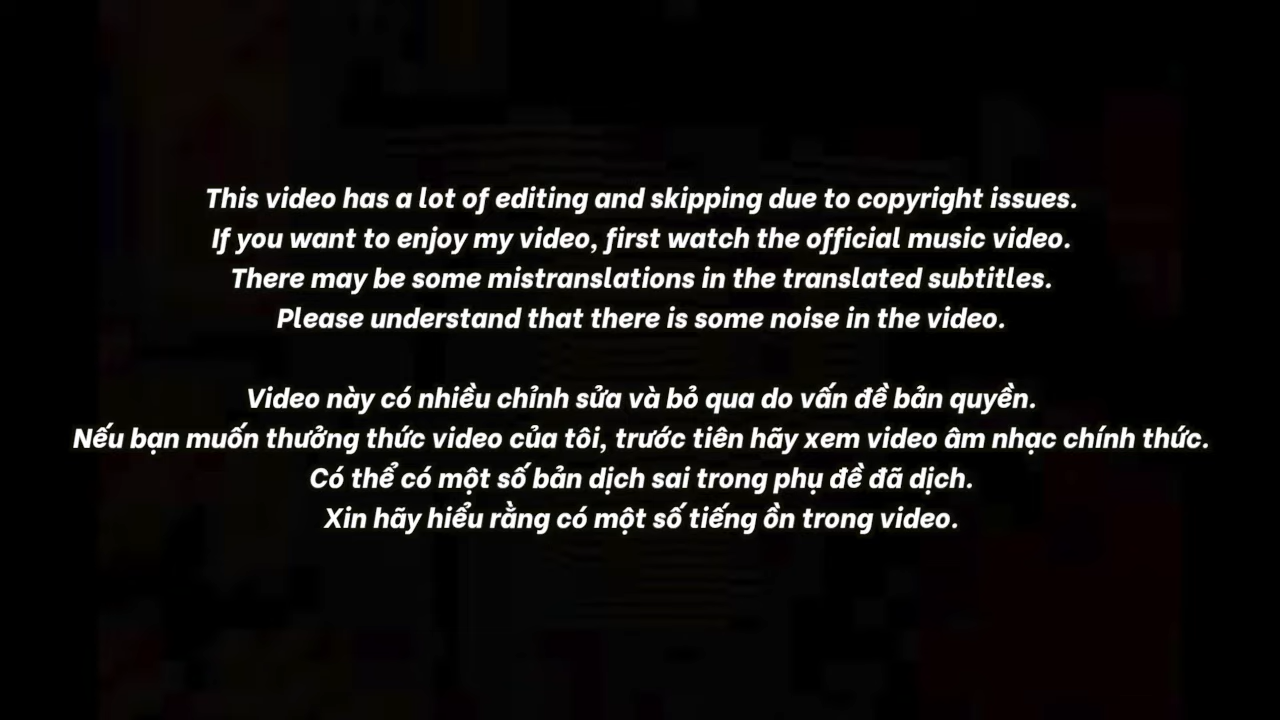 This video has a lot of editing and skipping due to copyright issues.
If you want to enjoy my video, first watch the official music video.
There may be some mistranslations in the translated subtitles.
Please understand that there is some noise in the video.
Video này có nhiều chỉnh sửa và bỏ qua do vấn đề bản quyền.
Nếu bạn muốn thưởng thức video của tôi, trước tiên hãy xem video âm nhạc chính thức.
Có thể có một số bản dịch sai trong phụ đề đã dịch.
Xin hãy hiểu rằng có một số tiếng ồn trong video.